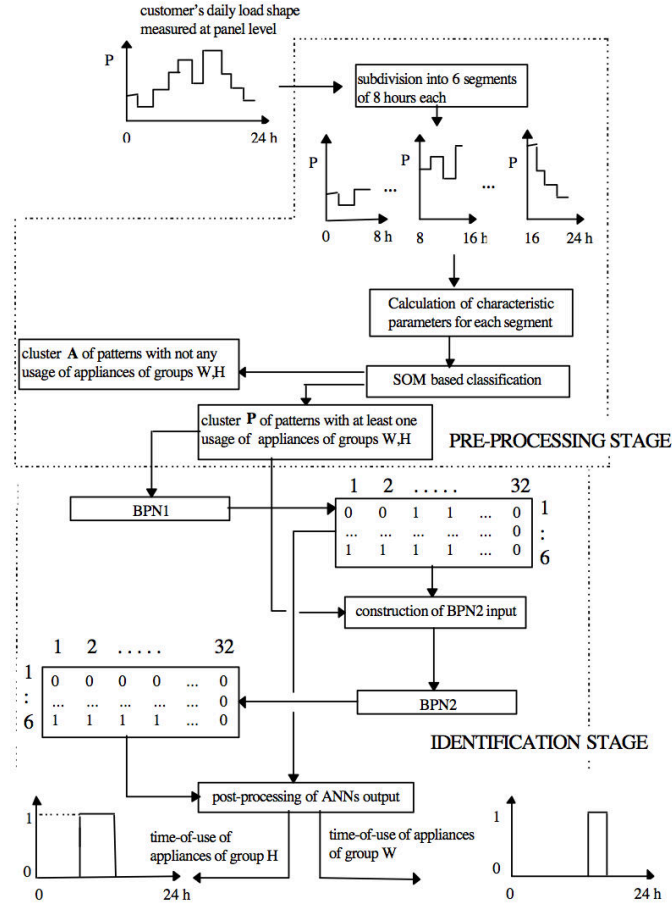 customer's daily load shape
measured at panel level
P
0
24 h
subdivision into 6 segments
of 8 hours each
P
P
P
...
...
0
8 h
8
16 h
16
24 h
Calculation of characteristic
parameters for each segment
cluster A of patterns with not any
usage of appliances of groups W,H
SOM based classification
cluster P of patterns with at least one
usage of appliances of groups W,H
PRE-PROCESSING STAGE
1 2 ..... 32
BPN1
0 0 1 1 ... 0
... ... ... ... 0
1 1 1 1 ... 0
1
:
6
construction of BPN2 input
1 2 ..... 32
1
:
6
0 0 0 0 ... 0
... ... ... ... 0
1 1 1 1 ... 0
BPN2
IDENTIFICATION STAGE
post-processing of ANNs output
1
0
0
24 h
time-of-use of
appliances of group H
time-of-use of appliances
of group W
1
0
0
24 h